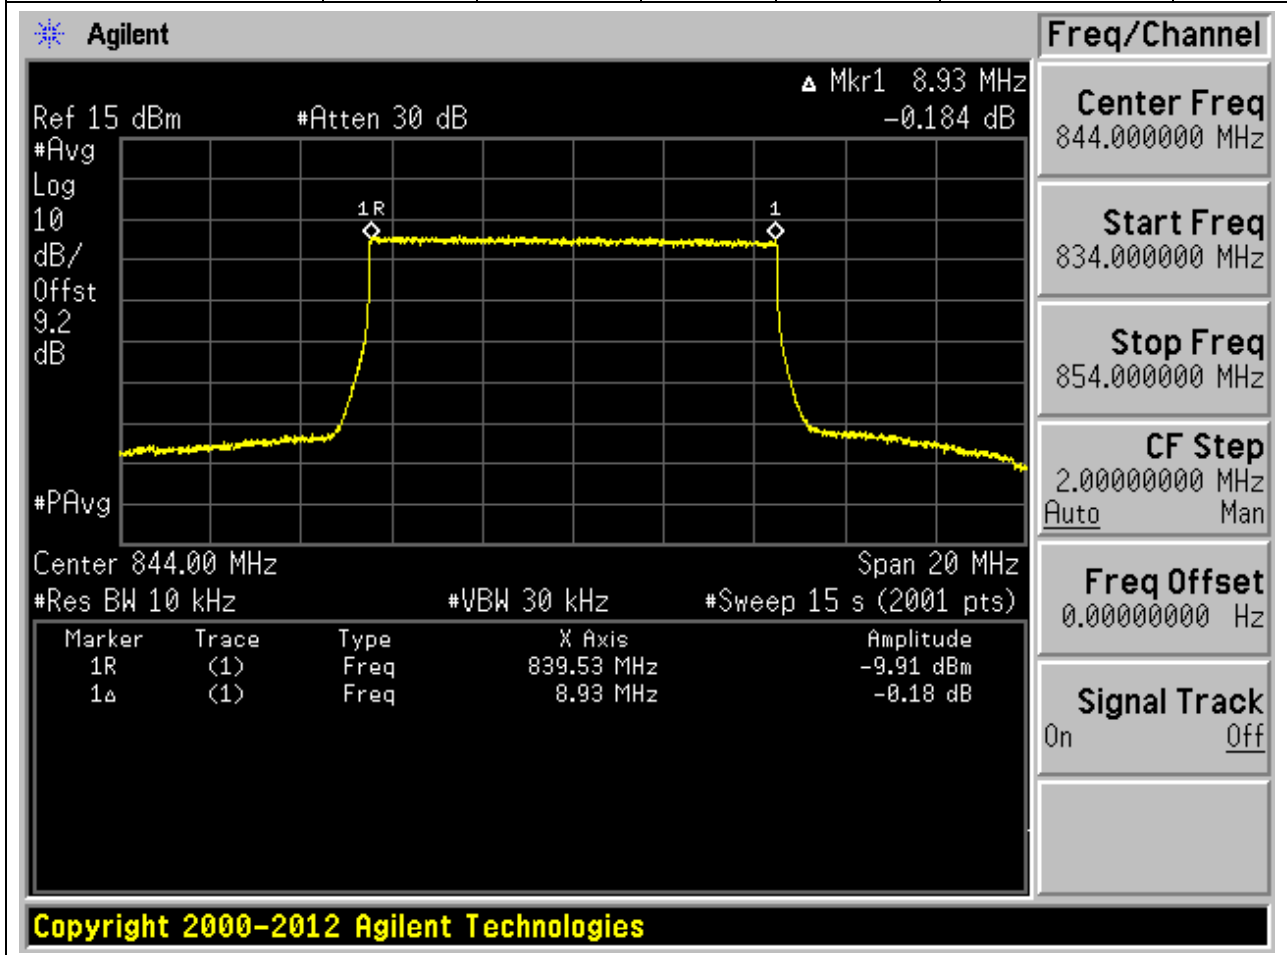 Agilent
Freq/Channel
▵ Mkr1 8.93 MHz
Ref 15 dBm #Atten 30 dB -0.184 dB
#Avg
Log
10
dB/
Offst
9.2
dB
1R 1
#PAvg
Center 844.00 MHz Span 20 MHz
#Res BW 10 kHz #VBW 30 kHz #Sweep 15 s (2001 pts)
Marker Trace Type X Axis Amplitude
1R (1) Freq 839.53 MHz -9.91 dBm
1▵ (1) Freq 8.93 MHz -0.18 dB
Center Freq
844.000000 MHz
Start Freq
834.000000 MHz
Stop Freq
854.000000 MHz
CF Step
2.00000000 MHz
Auto Man
Freq Offset
0.00000000 Hz
Signal Track
On Off
Copyright 2000-2012 Agilent Technologies